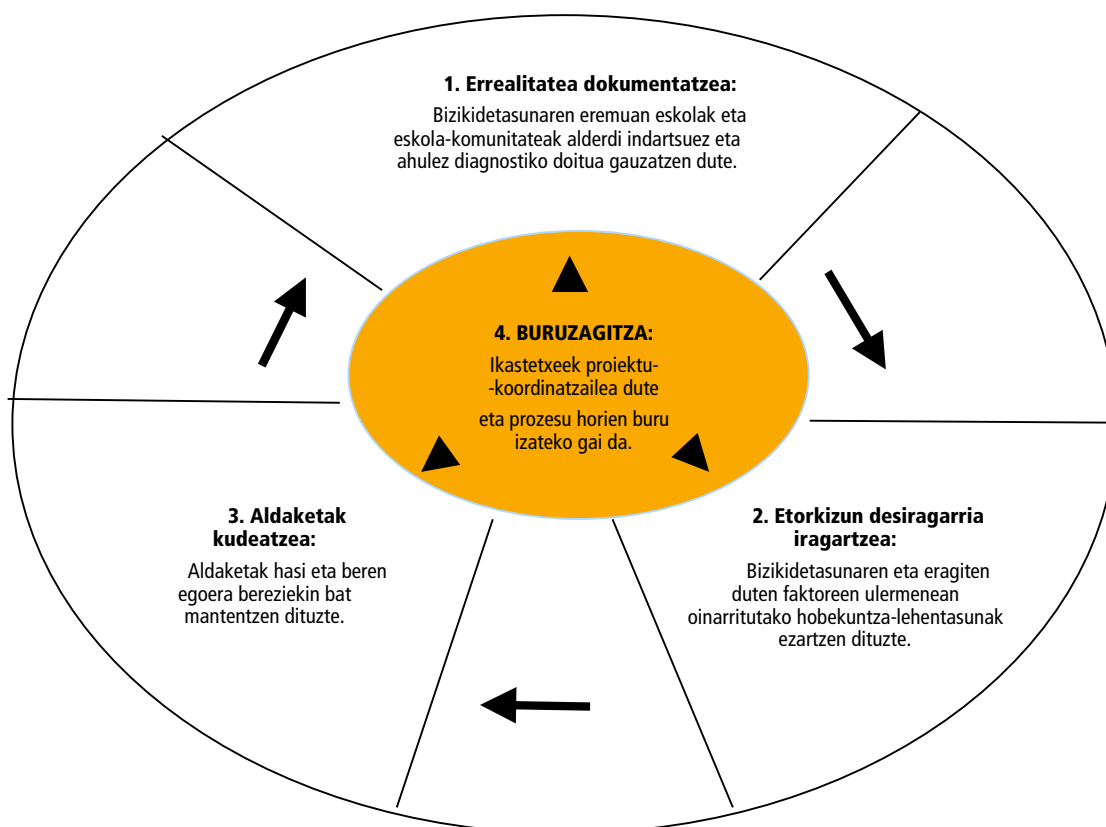 1. Errealitatea dokumentatzea:
Bizikidetasunaren eremuan eskolak eta
eskola-komunitateak alderdi indartsuez eta
ahulez diagnostiko doitua gauzatzen dute.
4. BURUZAGITZA:
Ikastetxeek proiektu-
-koordinatzailea dute
eta prozesu horien buru
izateko gai da.
2. Etorkizun desiragarria
iragartzea:
Bizikidetasunaren eta eragiten
duten faktoreen ulermenean
oinarritutako hobekuntza-lehentasunak
ezartzen dituzte.
3. Aldaketak
kudeatzea:
Aldaketak hasi eta beren
egoera bereziekin bat
mantentzen dituzte.